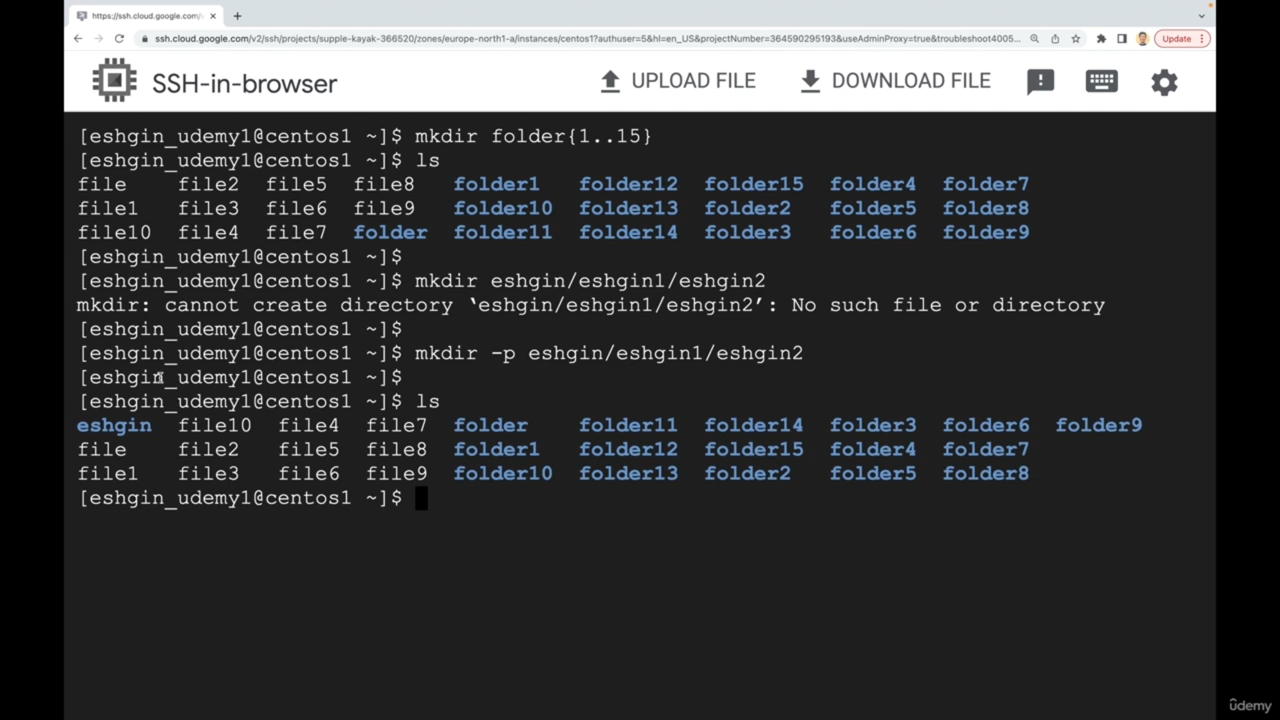 https://ssh.cloud.google.com/v
ssh.cloud.google.com/v2/ssh/projects/supple-kayak-366520/zones/europe-north1-a/instances/centos1?authuser=5&hl=en_US&projectNumber=364590295193&useAdminProxy=true&troubleshoot4005... Update
SSH-in-browser UPLOAD FILE DOWNLOAD FILE
[eshgin_udemy1@centos1 ~]$ mkdir folder{1..15}
[eshgin_udemy1@centos1 ~]$ ls
file file2 file5 file8 folder1 folder12 folder15 folder4 folder7
file1 file3 file6 file9 folder10 folder13 folder2 folder5 folder8
file10 file4 file7 folder folder11 folder14 folder3 folder6 folder9
[eshgin_udemy1@centos1 ~]$
[eshgin_udemy1@centos1 ~]$ mkdir eshgin/eshgin1/eshgin2
mkdir: cannot create directory ‘eshgin/eshgin1/eshgin2’: No such file or directory
[eshgin_udemy1@centos1 ~]$
[eshgin_udemy1@centos1 ~]$ mkdir -p eshgin/eshgin1/eshgin2
[eshgin_udemy1@centos1 ~]$
[eshgin_udemy1@centos1 ~]$ ls
eshgin file10 file4 file7 folder folder11 folder14 folder3 folder6 folder9
file file2 file5 file8 folder1 folder12 folder15 folder4 folder7
file1 file3 file6 file9 folder10 folder13 folder2 folder5 folder8
[eshgin_udemy1@centos1 ~]$
ûdemy